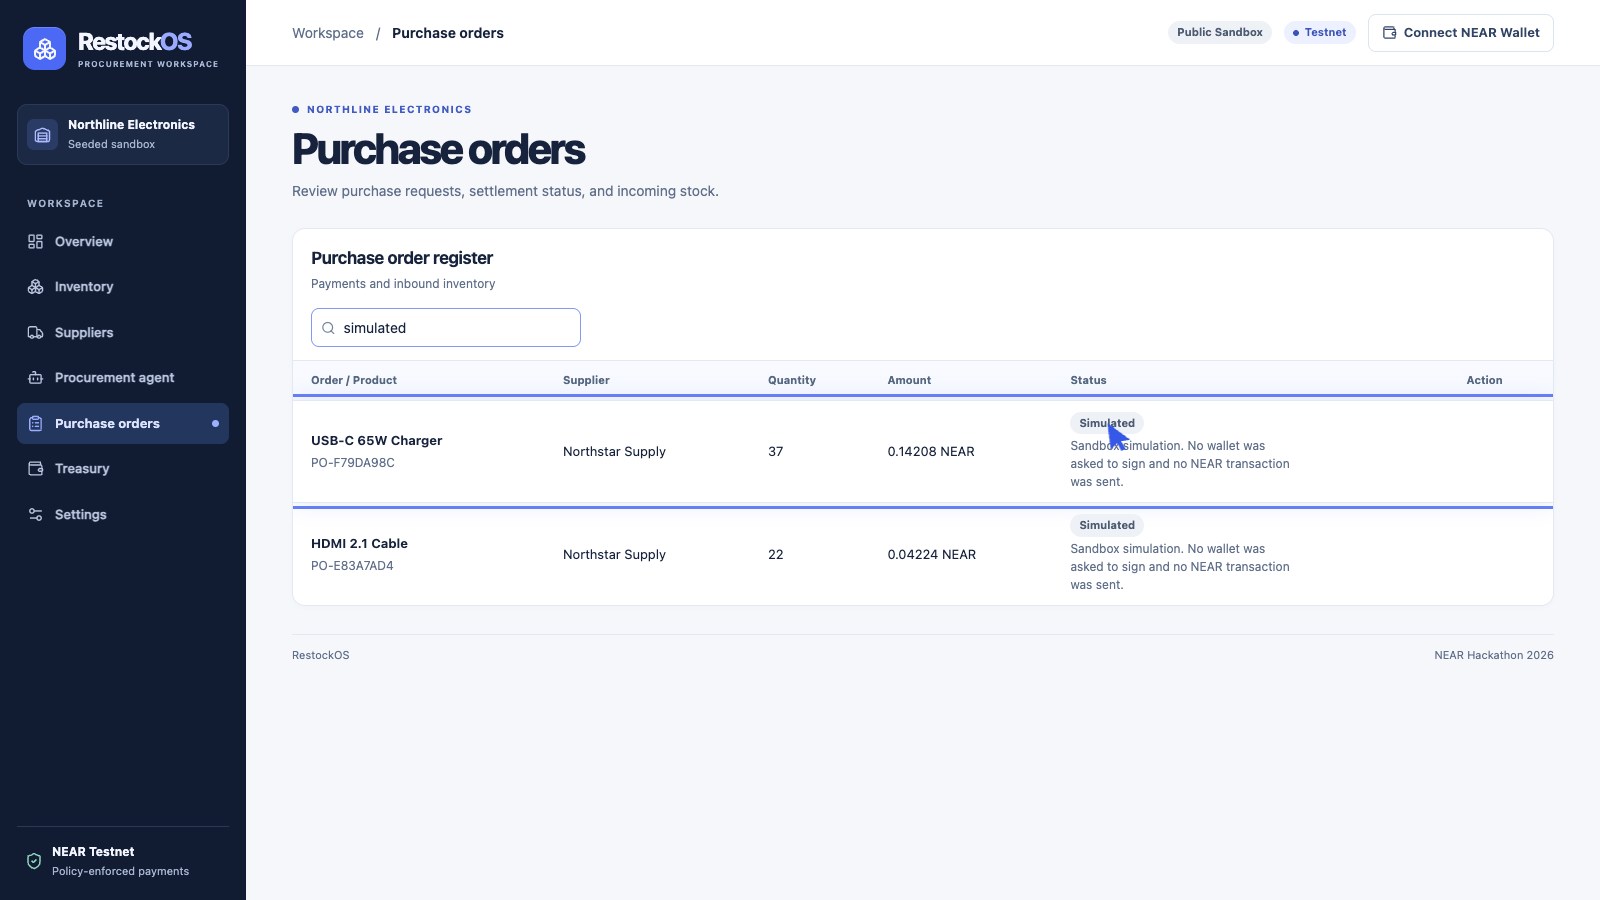 RestockOS
PROCUREMENT WORKSPACE
Northline Electronics
Seeded sandbox
WORKSPACE
Overview
Inventory
Suppliers
Procurement agent
Purchase orders
Treasury
Settings
NEAR Testnet
Policy-enforced payments
Workspace / Purchase orders
Public Sandbox
Testnet
Connect NEAR Wallet
NORTHLINE ELECTRONICS
Purchase orders
Review purchase requests, settlement status, and incoming stock.
Purchase order register
Payments and inbound inventory
simulated
Order / Product Supplier Quantity Amount Status Action
USB-C 65W Charger
PO-F79DA98C
Northstar Supply
37
0.14208 NEAR
Simulated
Sandbox simulation. No wallet was
asked to sign and no NEAR transaction
was sent.
HDMI 2.1 Cable
PO-E83A7AD4
Northstar Supply
22
0.04224 NEAR
Simulated
Sandbox simulation. No wallet was
asked to sign and no NEAR transaction
was sent.
RestockOS
NEAR Hackathon 2026